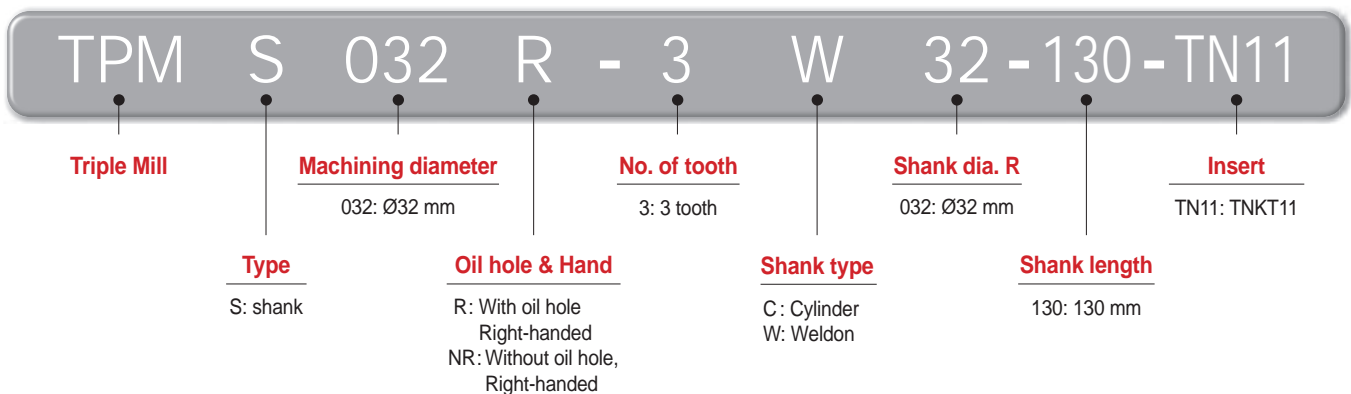 TPM S 032 R - 3 W 32 - 130 - TN11
Triple Mill
Machining diameter
032: Ø32 mm
No. of tooth
3: 3 tooth
Shank dia. R
032: Ø32 mm
Insert
TN11: TNKT11
Type
S: shank
Oil hole & Hand
R: With oil hole
Right-handed
NR: Without oil hole,
Right-handed
Shank type
C: Cylinder
W: Weldon
Shank length
130: 130 mm